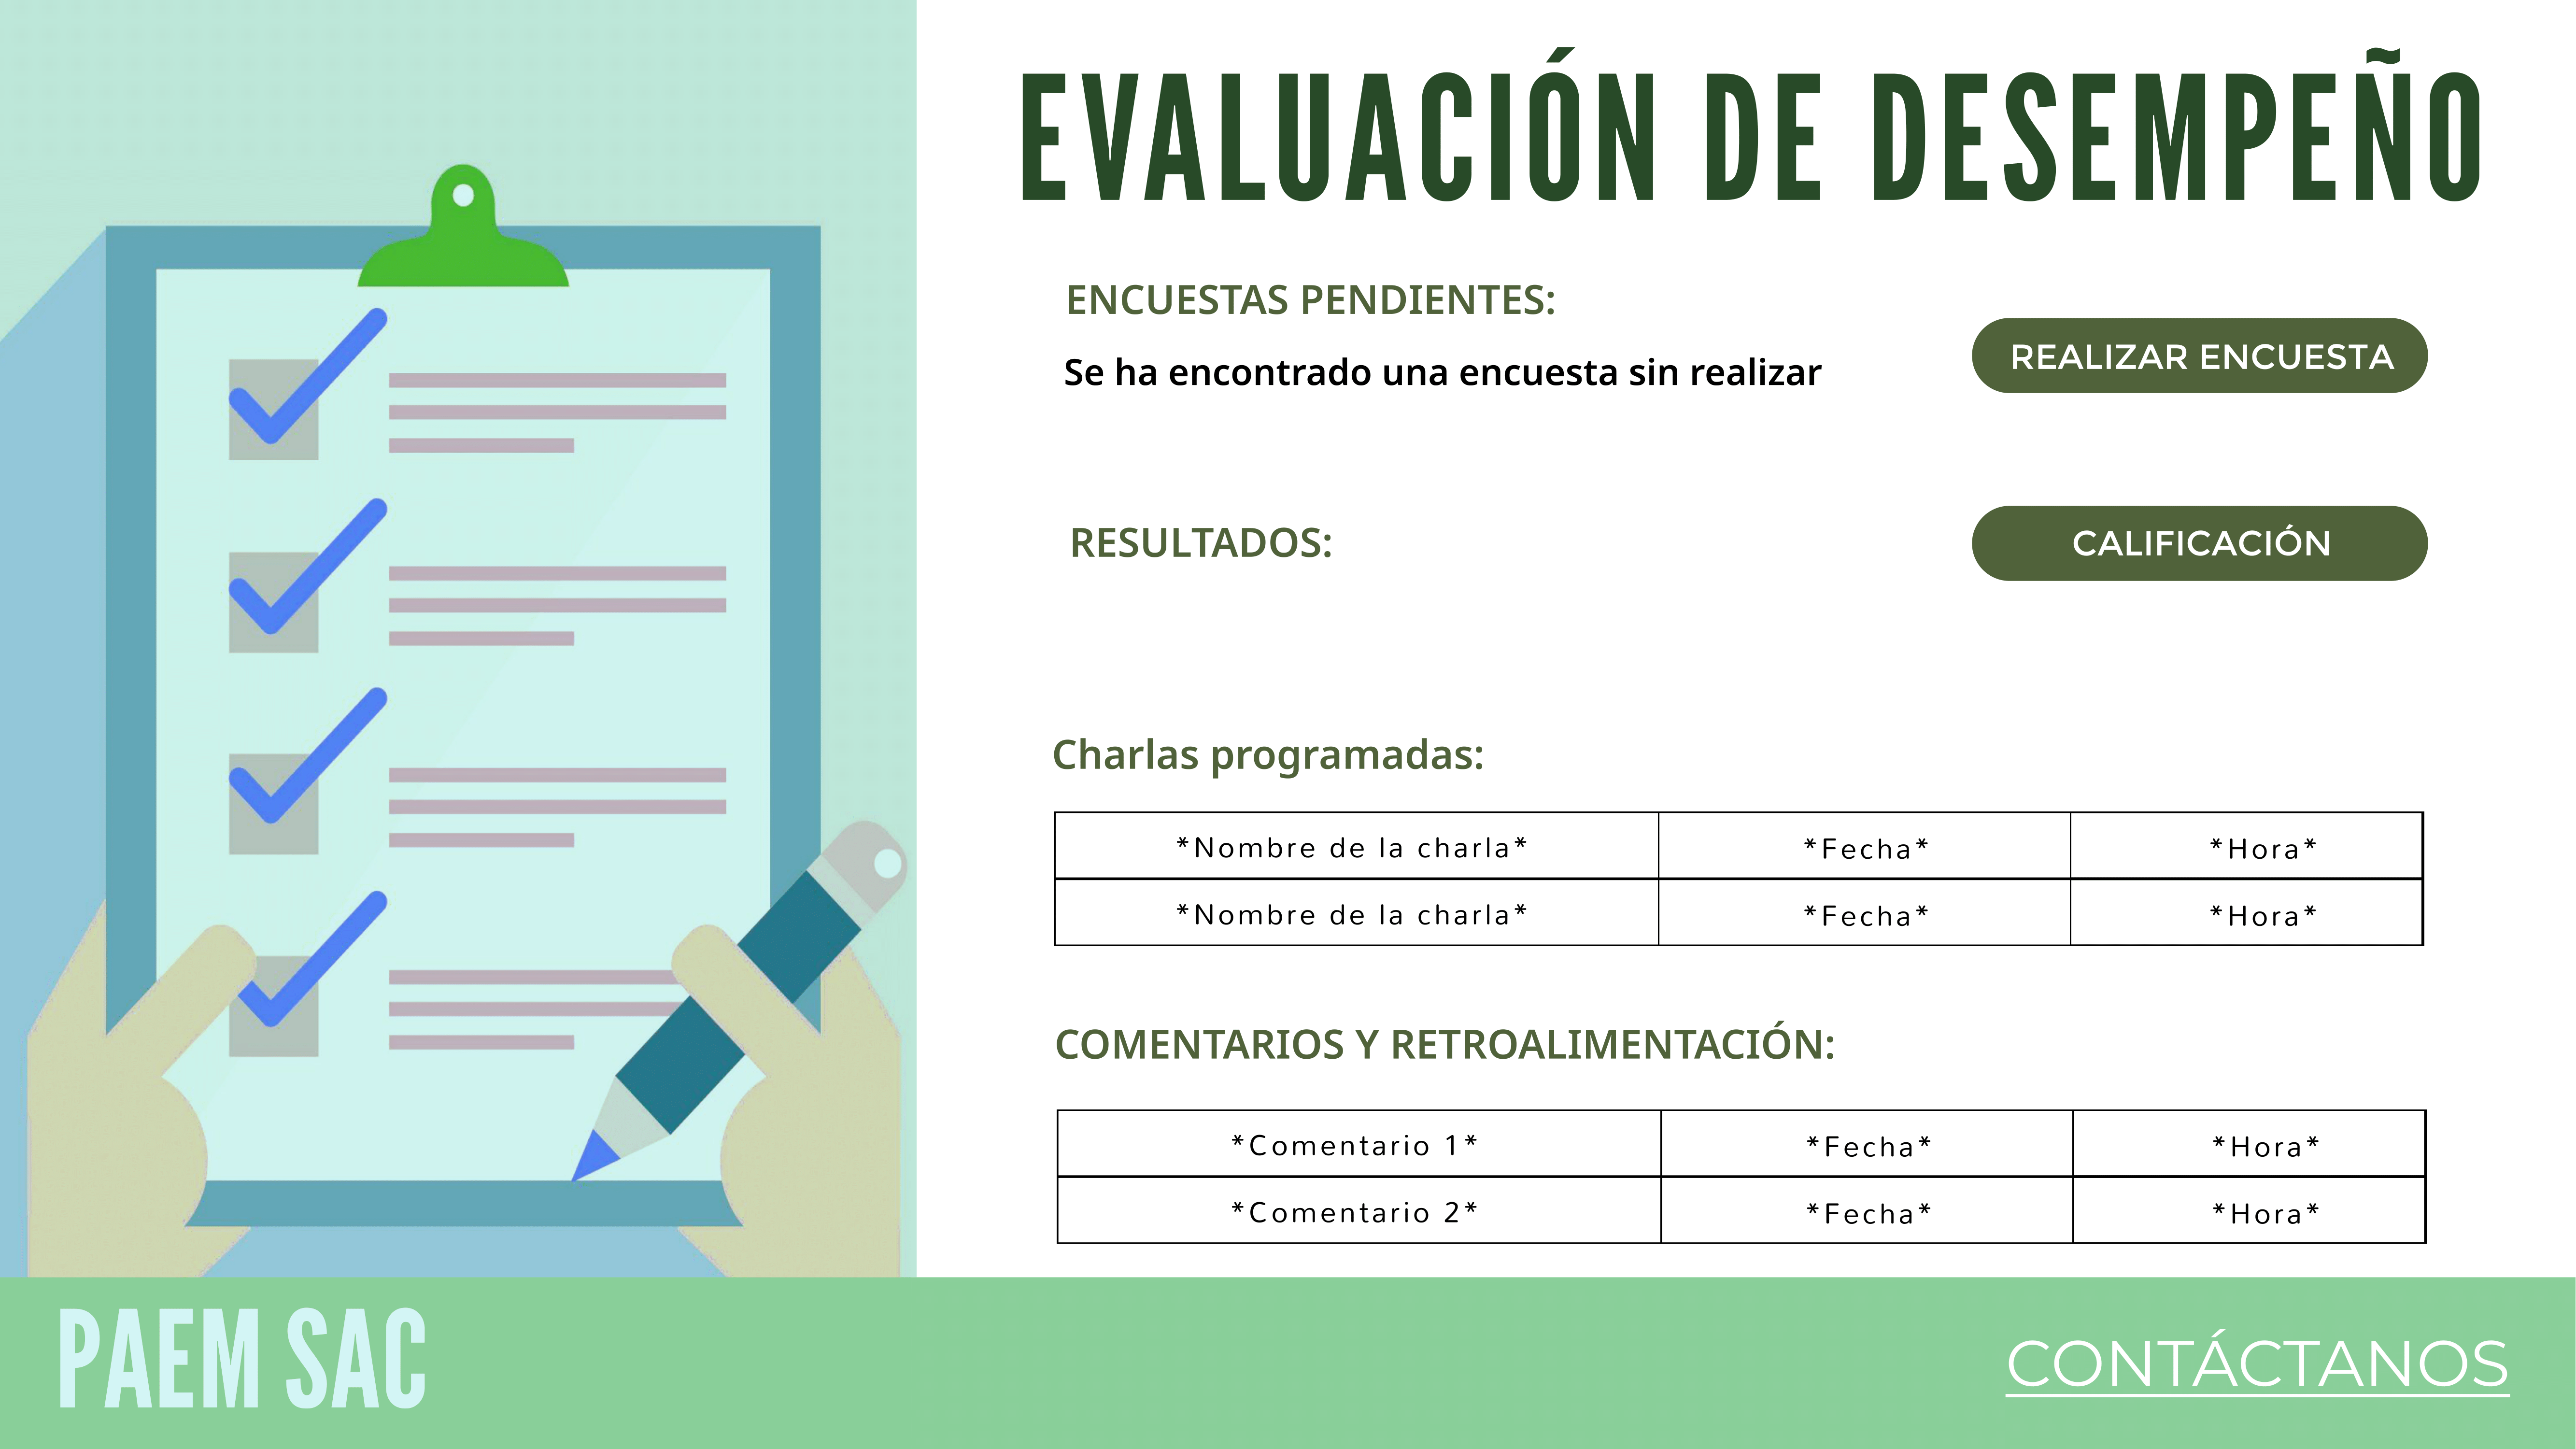 EVALUACIÓN DE DESEMPEÑO
ENCUESTAS PENDIENTES:
Se ha encontrado una encuesta sin realizar
REALIZAR ENCUESTA
RESULTADOS:
CALIFICACIÓN
Charlas programadas:
*Nombre de la charla* *Fecha* *Hora*
*Nombre de la charla* *Fecha* *Hora*
COMENTARIOS Y RETROALIMENTACIÓN:
*Comentario 1* *Fecha* *Hora*
*Comentario 2* *Fecha* *Hora*
PAEM SAC
CONTÁCTANOS